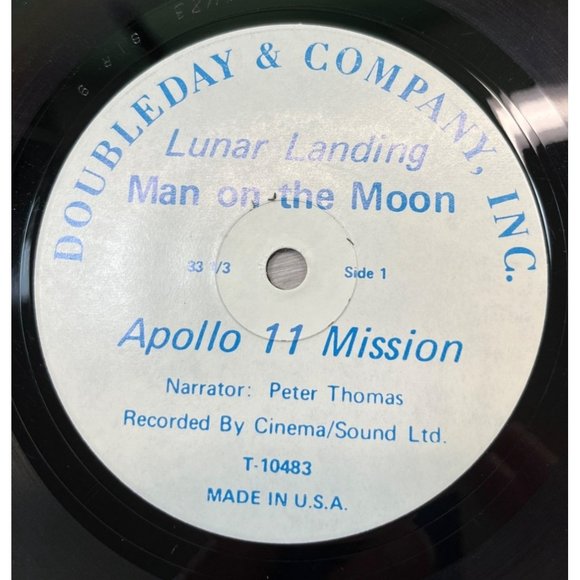 DOUBLEDAY & COMPANY, INC.
Lunar Landing
Man on the Moon
33 1/3 Side 1
Apollo 11 Mission
Narrator: Peter Thomas
Recorded By Cinema/Sound Ltd.
T-10483
MADE IN U.S.A.